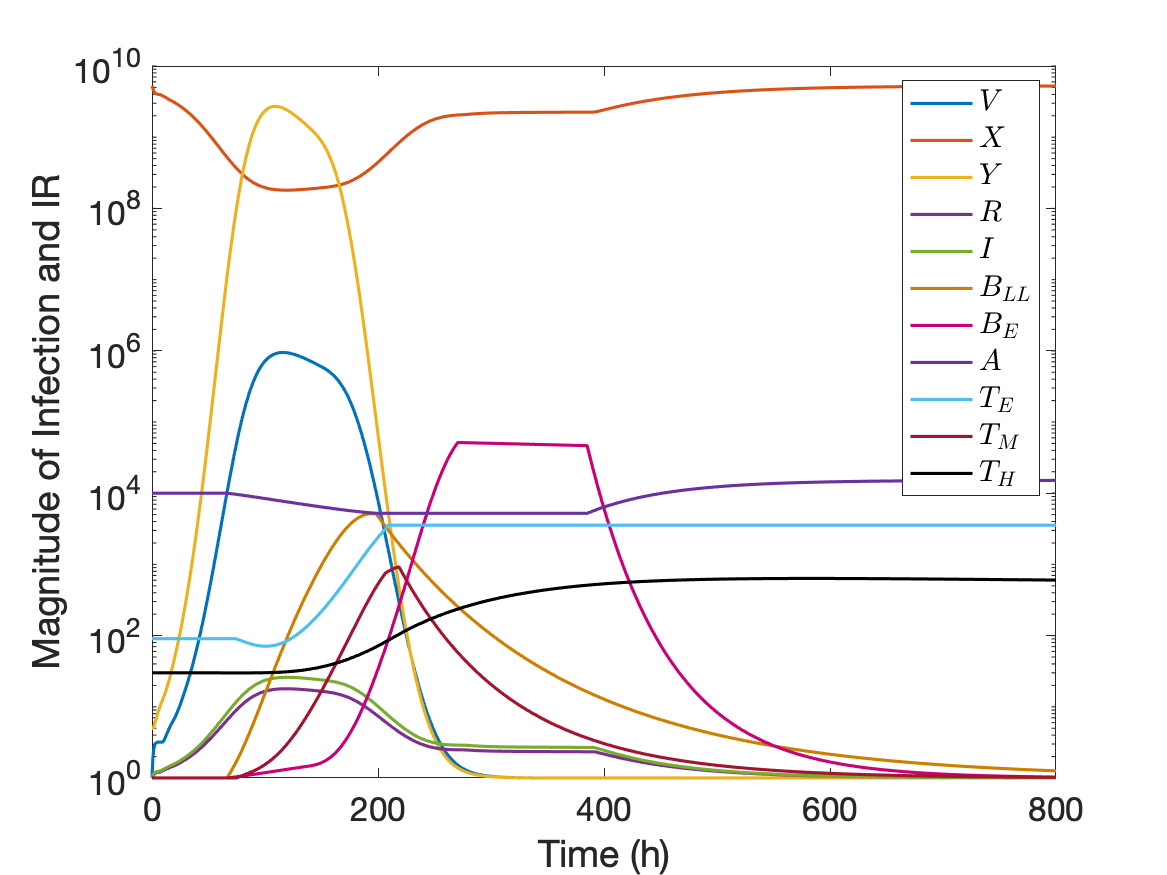 Magnitude of Infection and IR
10^10
10^8
10^6
10^4
10^2
10^0
V
X
Y
R
I
B_LL
B_E
A
T_E
T_M
T_H
0 200 400 600 800
Time (h)